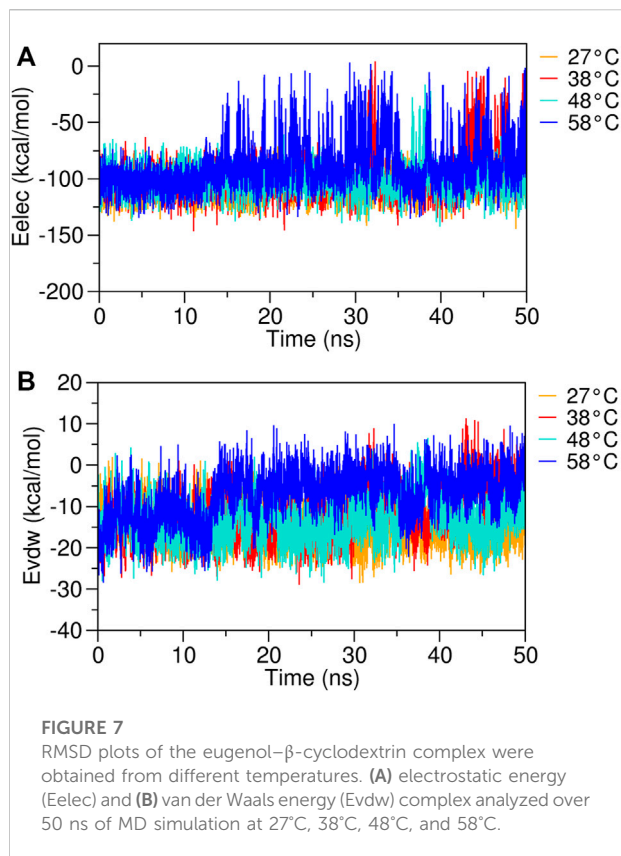 A
Eelec (kcal/mol)
0
-50
-100
-150
-200
0 10 20 30 40 50
Time (ns)
27°C
38°C
48°C
58°C
B
Evdw (kcal/mol)
20
10
0
-10
-20
-30
-40
0 10 20 30 40 50
Time (ns)
27°C
38°C
48°C
58°C
FIGURE 7
RMSD plots of the eugenol–β-cyclodextrin complex were
obtained from different temperatures. (A) electrostatic energy
(Eelec) and (B) van der Waals energy (Evdw) complex analyzed over
50 ns of MD simulation at 27°C, 38°C, 48°C, and 58°C.